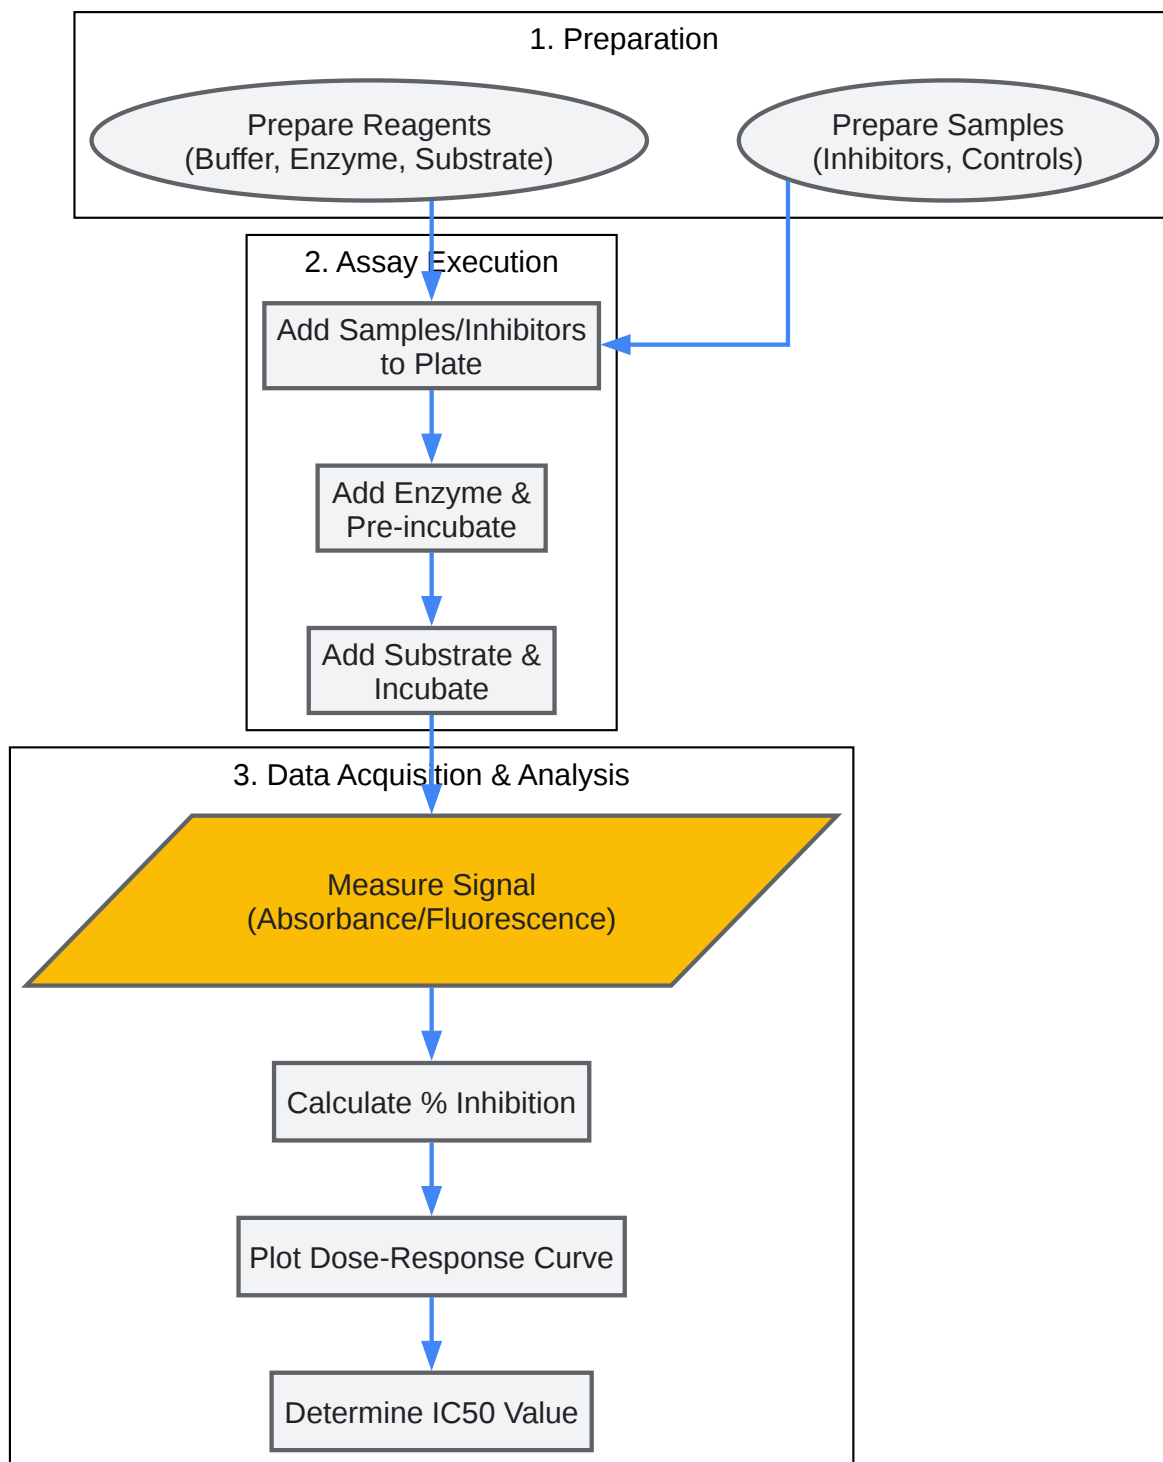 1. Preparation
Prepare Reagents
(Buffer, Enzyme, Substrate)
Prepare Samples
(Inhibitors, Controls)
2. Assay Execution
Add Samples/Inhibitors
to Plate
Add Enzyme &
Pre-incubate
Add Substrate &
Incubate
3. Data Acquisition & Analysis
Measure Signal
(Absorbance/Fluorescence)
Calculate % Inhibition
Plot Dose-Response Curve
Determine IC50 Value